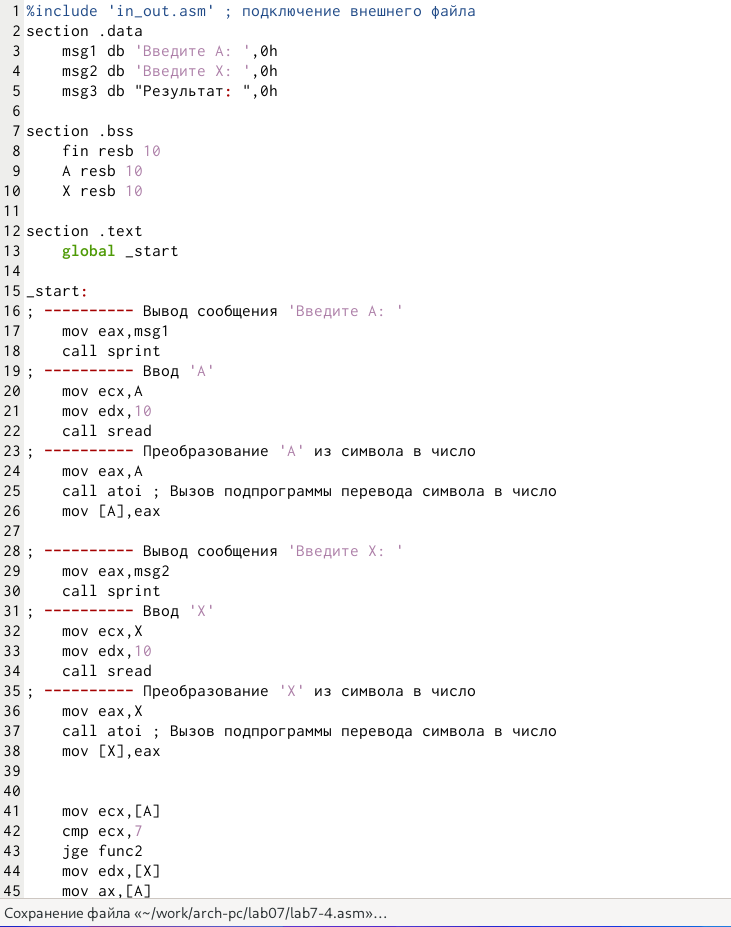 1 %include 'in_out.asm' ; подключение внешнего файла
2 section .data
3     msg1 db 'Введите A: ',0h
4     msg2 db 'Введите X: ',0h
5     msg3 db "Результат: ",0h
6
7 section .bss
8     fin resb 10
9     A resb 10
10     X resb 10
11
12 section .text
13     global _start
14
15 _start:
16 ; ---------- Вывод сообщения 'Введите A: '
17     mov eax,msg1
18     call sprint
19 ; ---------- Ввод 'A'
20     mov ecx,A
21     mov edx,10
22     call sread
23 ; ---------- Преобразование 'A' из символа в число
24     mov eax,A
25     call atoi ; Вызов подпрограммы перевода символа в число
26     mov [A],eax
27
28 ; ---------- Вывод сообщения 'Введите X: '
29     mov eax,msg2
30     call sprint
31 ; ---------- Ввод 'X'
32     mov ecx,X
33     mov edx,10
34     call sread
35 ; ---------- Преобразование 'X' из символа в число
36     mov eax,X
37     call atoi ; Вызов подпрограммы перевода символа в число
38     mov [X],eax
39
40
41     mov ecx,[A]
42     cmp ecx,7
43     jge func2
44     mov edx,[X]
45     mov ax,[A]
Сохранение файла «~/work/arch-pc/lab07/lab7-4.asm»…